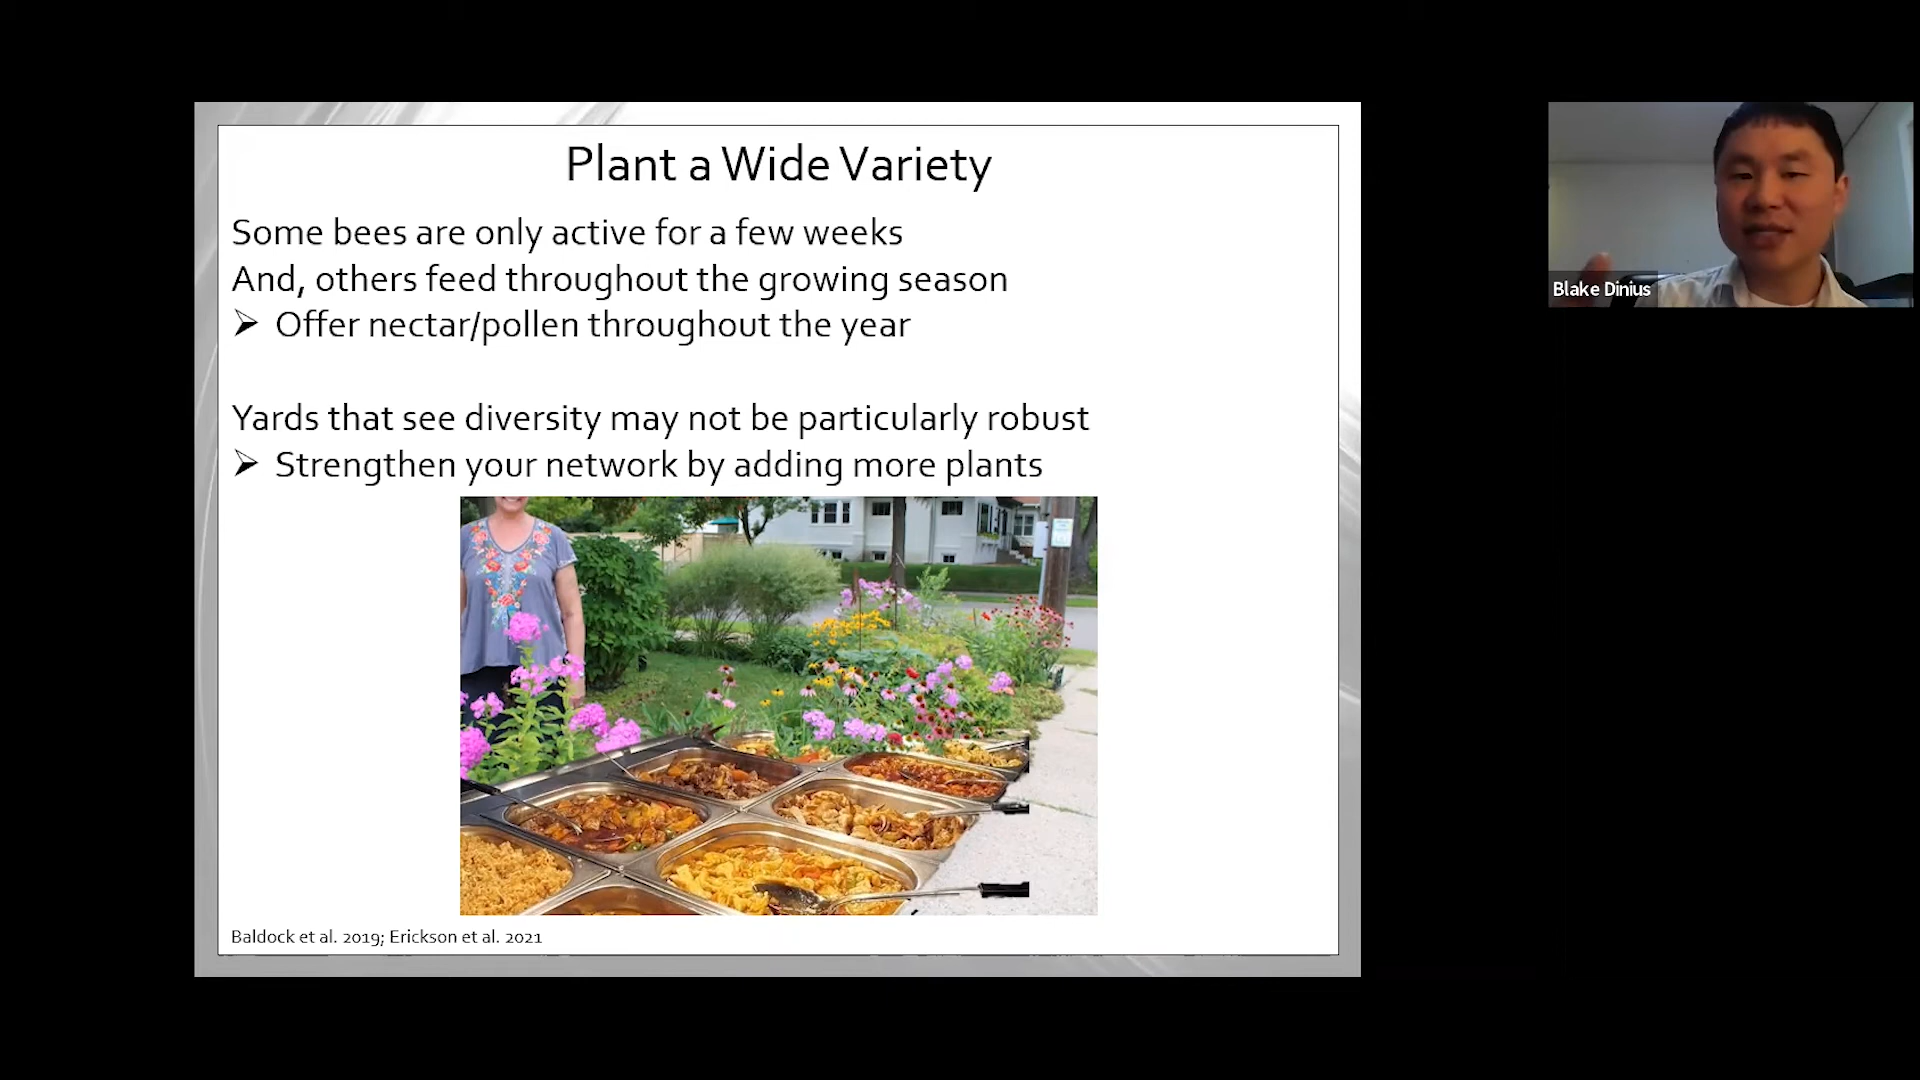 Plant a Wide Variety
Some bees are only active for a few weeks
And, others feed throughout the growing season
➢ Offer nectar/pollen throughout the year
Yards that see diversity may not be particularly robust
➢ Strengthen your network by adding more plants
Baldock et al. 2019; Erickson et al. 2021
Blake Dinius